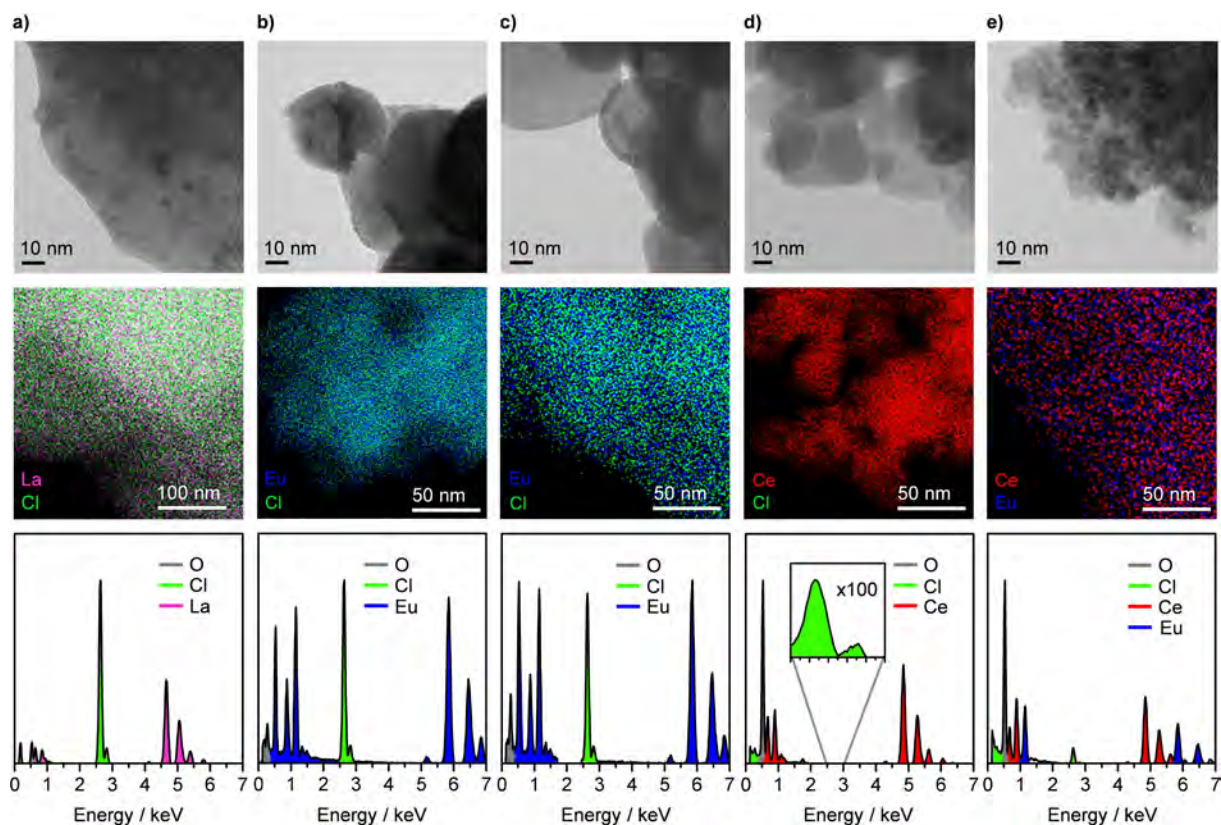 a) b) c) d) e)
10 nm 10 nm 10 nm 10 nm 10 nm
La Eu Eu Ce Ce
Cl 100 nm Cl 50 nm Cl 50 nm Cl 50 nm Eu 50 nm
O O O O O
Cl Cl Cl x100 Cl Cl
La Eu Eu Ce Ce
Eu
0 1 2 3 4 5 6 7 0 1 2 3 4 5 6 7 0 1 2 3 4 5 6 7 0 1 2 3 4 5 6 7 0 1 2 3 4 5 6 7
Energy / keV Energy / keV Energy / keV Energy / keV Energy / keV